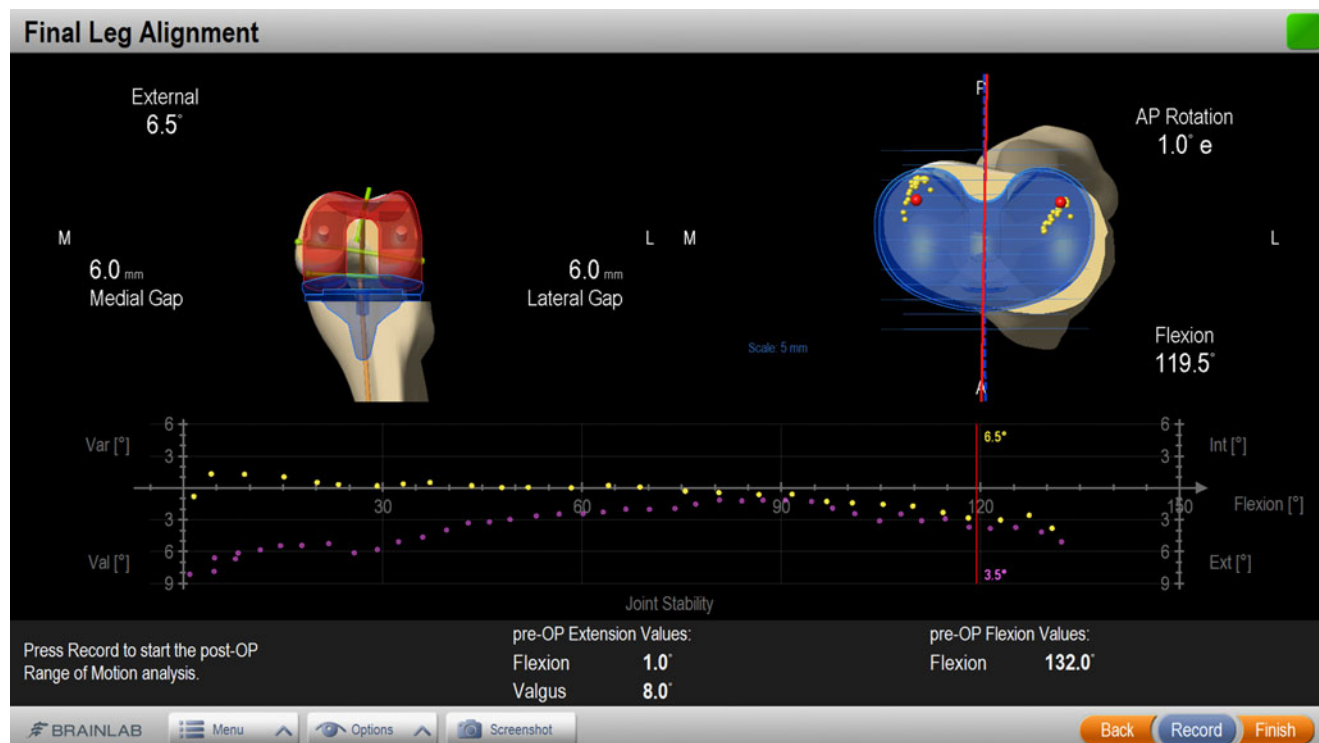 Final Leg Alignment
External
6.5°
P
AP Rotation
1.0° e
M
L
M
L
6.0 mm
Medial Gap
6.0 mm
Lateral Gap
Scale: 5 mm
Flexion
119.5°
A
6
6.5°
6
Var [°]
3
3
Int [°]
30
60
90
120
150
Flexion [°]
3
3
Val [°]
6
6
Ext [°]
9
3.5°
9
Joint Stability
Press Record to start the post-OP
Range of Motion analysis.
pre-OP Extension Values:
Flexion 1.0°
Valgus 8.0°
pre-OP Flexion Values:
Flexion 132.0°
BRAINLAB
Menu
Options
Screenshot
Back
Record
Finish